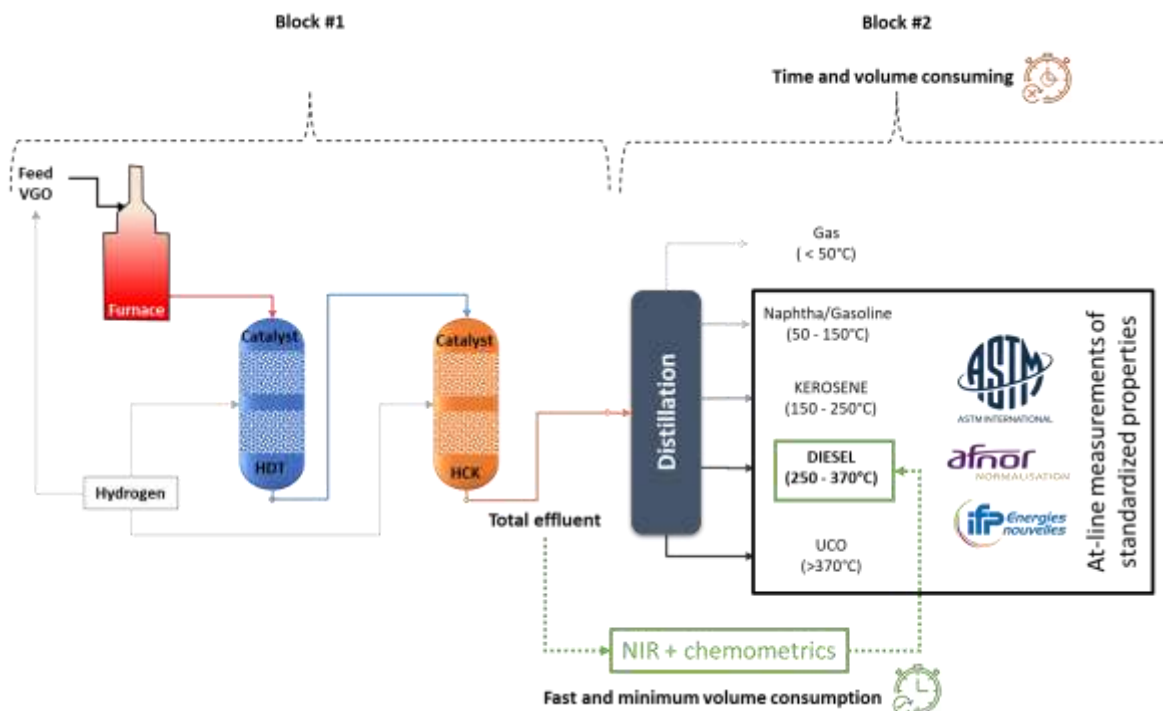 Block #1
Block #2
Time and volume consuming
Feed
VGO
Furnace
Catalyst
HDT
Catalyst
HCK
Hydrogen
Total effluent
Distillation
Gas
( < 50°C)
Naphtha/Gasoline
(50 - 150°C)
KEROSENE
(150 - 250°C)
DIESEL
(250 - 370°C)
UCO
(>370°C)
ASTM
ASTM INTERNATIONAL
afnor
NORMALISATION
ifp Energies
nouvelles
At-line measurements of
standardized properties
NIR + chemometrics
Fast and minimum volume consumption